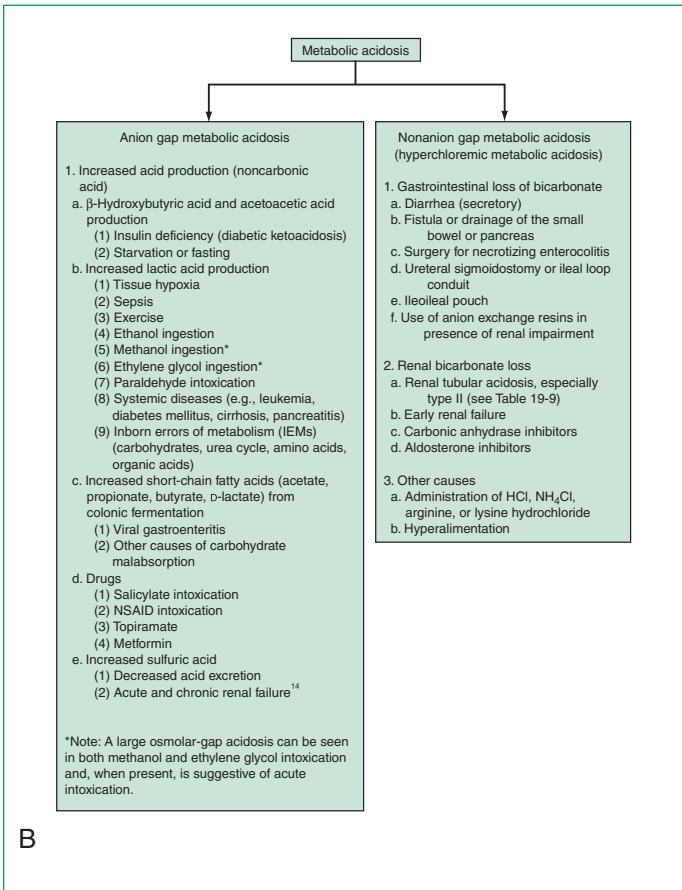 Metabolic acidosis
Anion gap metabolic acidosis
1. Increased acid production (noncarbonic
acid)
a. β-Hydroxybutyric acid and acetoacetic acid
production
(1) Insulin deficiency (diabetic ketoacidosis)
(2) Starvation or fasting
b. Increased lactic acid production
(1) Tissue hypoxia
(2) Sepsis
(3) Exercise
(4) Ethanol ingestion
(5) Methanol ingestion*
(6) Ethylene glycol ingestion*
(7) Paraldehyde intoxication
(8) Systemic diseases (e.g., leukemia,
diabetes mellitus, cirrhosis, pancreatitis)
(9) Inborn errors of metabolism (IEMs)
(carbohydrates, urea cycle, amino acids,
organic acids)
c. Increased short-chain fatty acids (acetate,
propionate, butyrate, D-lactate) from
colonic fermentation
(1) Viral gastroenteritis
(2) Other causes of carbohydrate
malabsorption
d. Drugs
(1) Salicylate intoxication
(2) NSAID intoxication
(3) Topiramate
(4) Metformin
e. Increased sulfuric acid
(1) Decreased acid excretion
(2) Acute and chronic renal failure14
*Note: A large osmolar-gap acidosis can be seen
in both methanol and ethylene glycol intoxication
and, when present, is suggestive of acute
intoxication.
Nonanion gap metabolic acidosis
(hyperchloremic metabolic acidosis)
1. Gastrointestinal loss of bicarbonate
a. Diarrhea (secretory)
b. Fistula or drainage of the small
bowel or pancreas
c. Surgery for necrotizing enterocolitis
d. Ureteral sigmoidostomy or ileal loop
conduit
e. Ileoileal pouch
f. Use of anion exchange resins in
presence of renal impairment
2. Renal bicarbonate loss
a. Renal tubular acidosis, especially
type II (see Table 19-9)
b. Early renal failure
c. Carbonic anhydrase inhibitors
d. Aldosterone inhibitors
3. Other causes
a. Administration of HCl, NH4Cl,
arginine, or lysine hydrochloride
b. Hyperalimentation
B